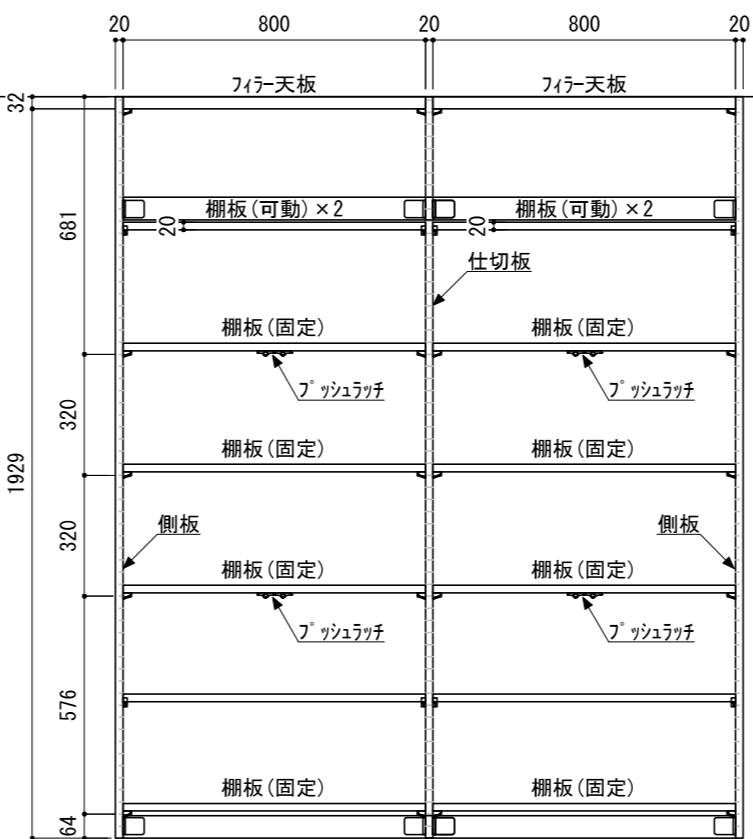 20 800 20 800 20
フィラー天板 フィラー天板
32
棚板(可動)×2 棚板(可動)×2
681 20 20
仕切板
棚板(固定) 棚板(固定)
プッシュラッチ プッシュラッチ
320
棚板(固定) 棚板(固定)
1929
320 側板 側板
棚板(固定) 棚板(固定)
プッシュラッチ プッシュラッチ
576
棚板(固定) 棚板(固定)
64